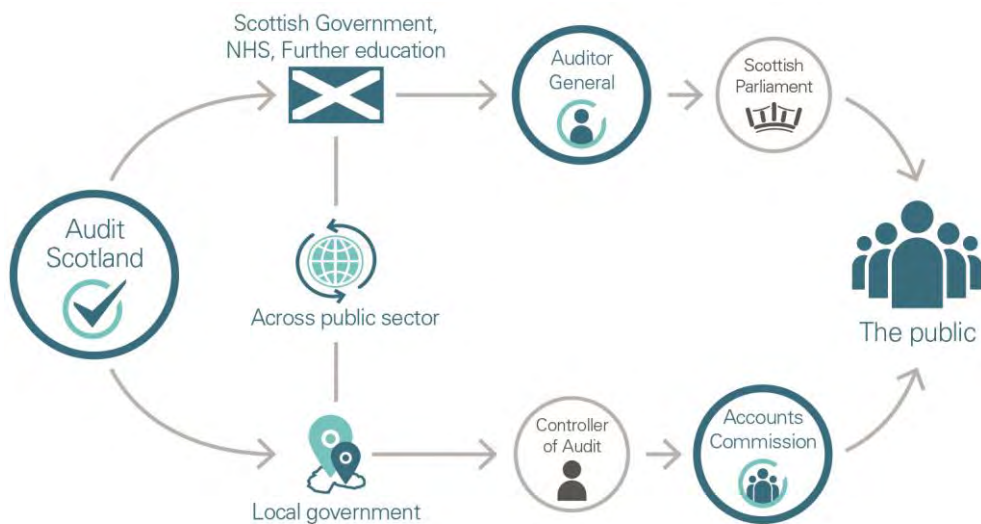 Scottish Government,
NHS, Further education
Auditor
General
Scottish
Parliament
Audit
Scotland
Across public sector
The public
Controller
of Audit
Accounts
Commission
Local government